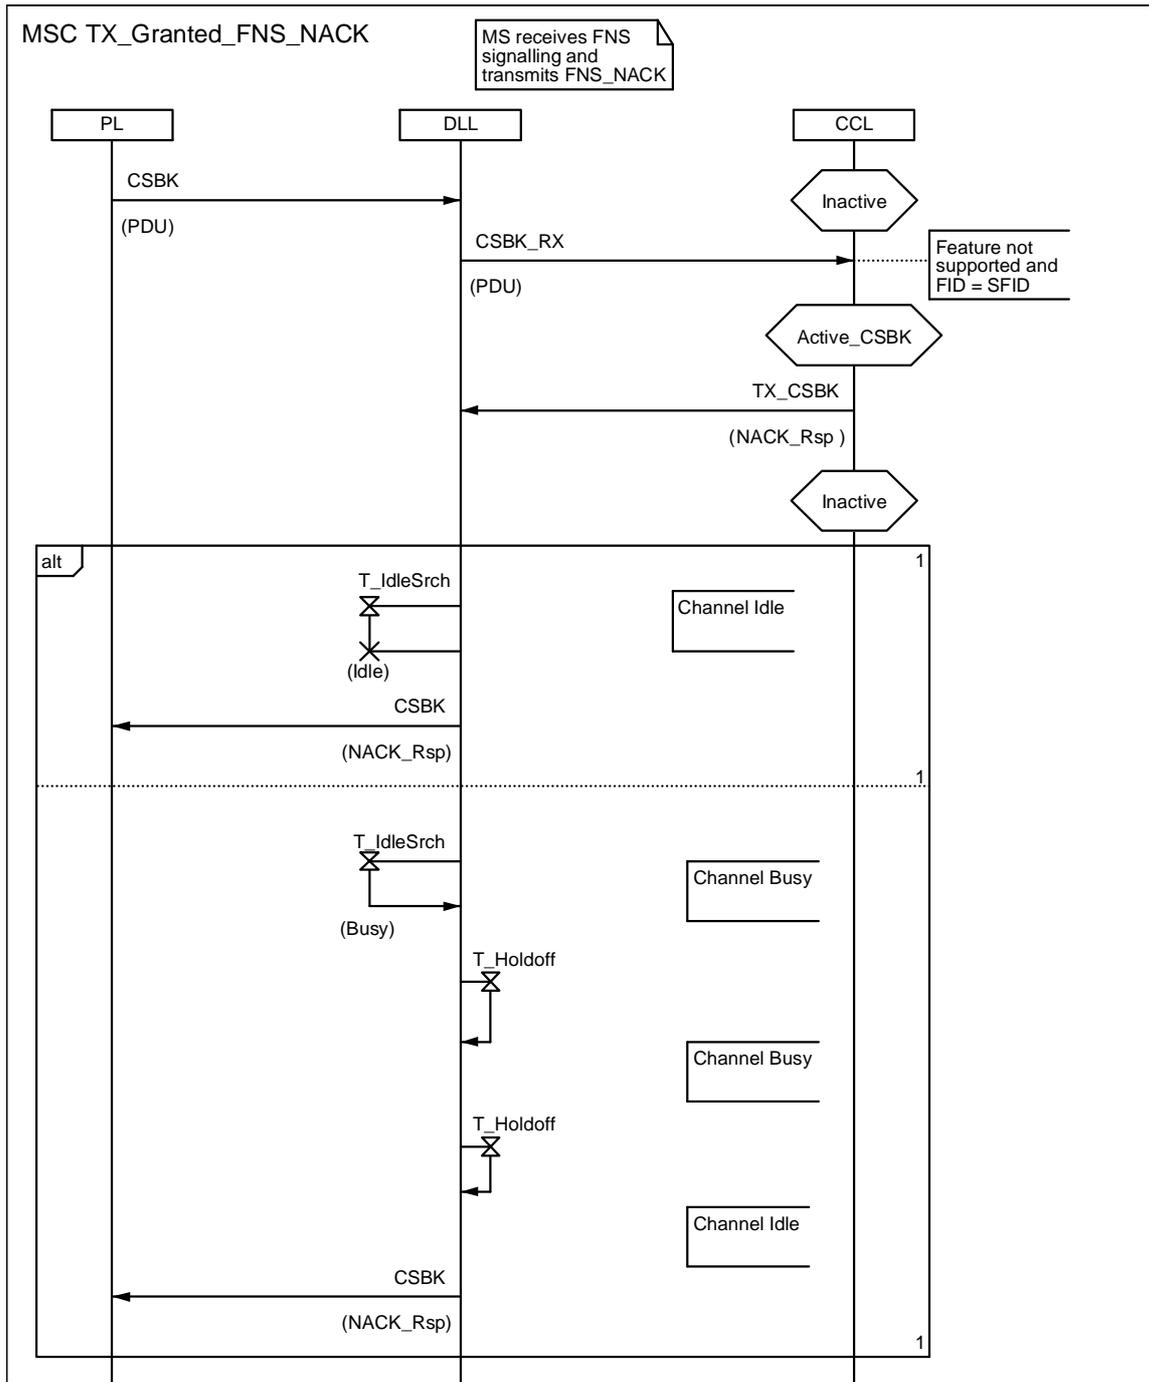 MSC TX_Granted_FNS_NACK
MS receives FNS
signalling and
transmits FNS_NACK
PL
DLL
CCL
CSBK
Inactive
(PDU)
CSBK_RX
Feature not
supported and
FID = SFID
(PDU)
Active_CSBK
TX_CSBK
(NACK_Rsp )
Inactive
alt
1
T_IdleSrch
Channel Idle
(Idle)
CSBK
(NACK_Rsp)
1
T_IdleSrch
Channel Busy
(Busy)
T_Holdoff
Channel Busy
T_Holdoff
Channel Idle
CSBK
(NACK_Rsp)
1